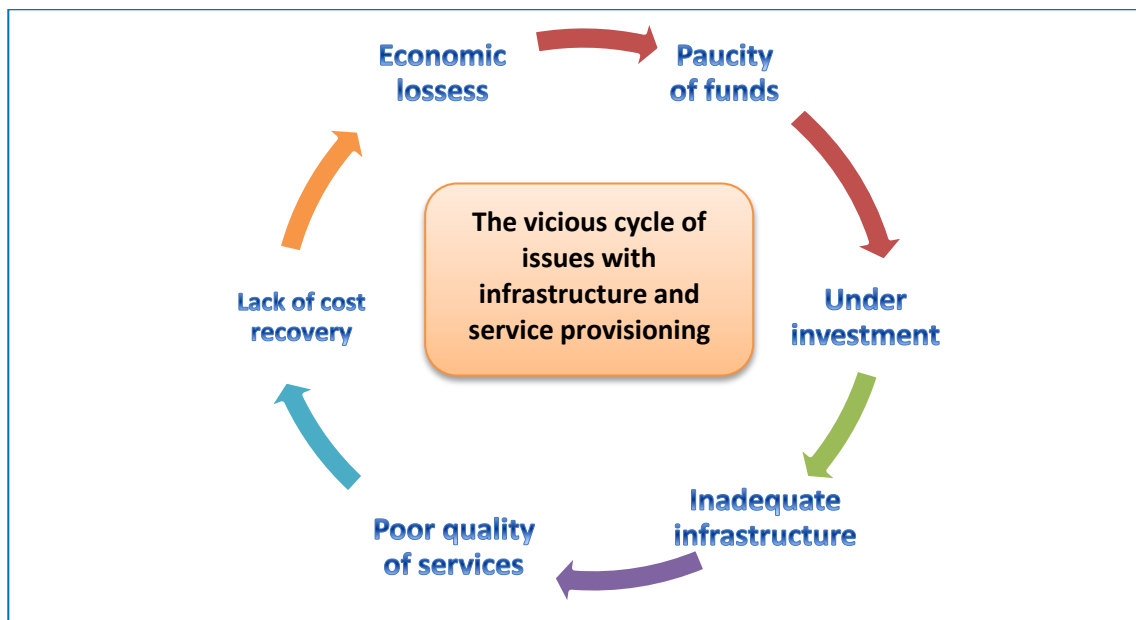 Economic
lossess
Paucity
of funds
The vicious cycle of
issues with
infrastructure and
service provisioning
Under
investment
Inadequate
infrastructure
Poor quality
of services
Lack of cost
recovery